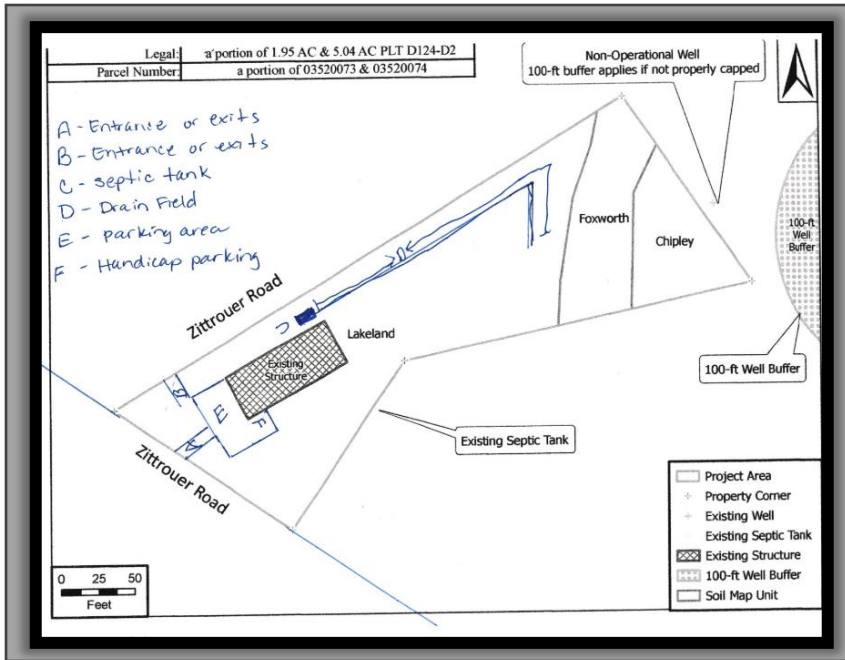 Legal: a portion of 1.95 AC & 5.04 AC PLT D124-D2
Parcel Number: a portion of 03520073 & 03520074
Non-Operational Well
100-ft buffer applies if not properly capped
A - Entrance or exits
B - Entrance or exits
C - septic tank
D - Drain Field
E - parking area
F - Handicap parking
Foxworth
Chipley
100-ft
Well
Buffer
D
Zittrouer Road
C
Lakeland
Existing
Structure
100-ft Well Buffer
B
E
F
A
Existing Septic Tank
Zittrouer Road
Project Area
Property Corner
Existing Well
Existing Septic Tank
Existing Structure
100-ft Well Buffer
Soil Map Unit
0 25 50
Feet